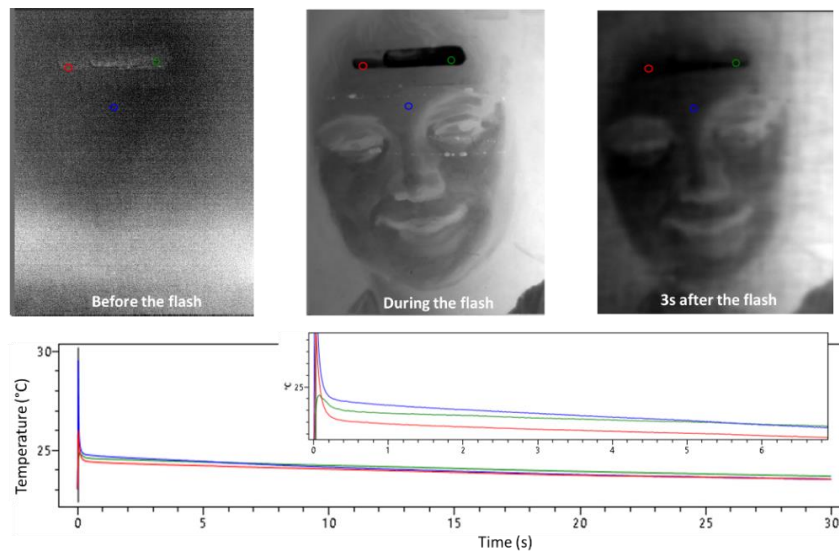 Before the flash
During the flash
3s after the flash
30
25
Temperature (°C)
°C
25
0
1
2
3
4
5
6
0
5
10
15
20
25
30
Time (s)